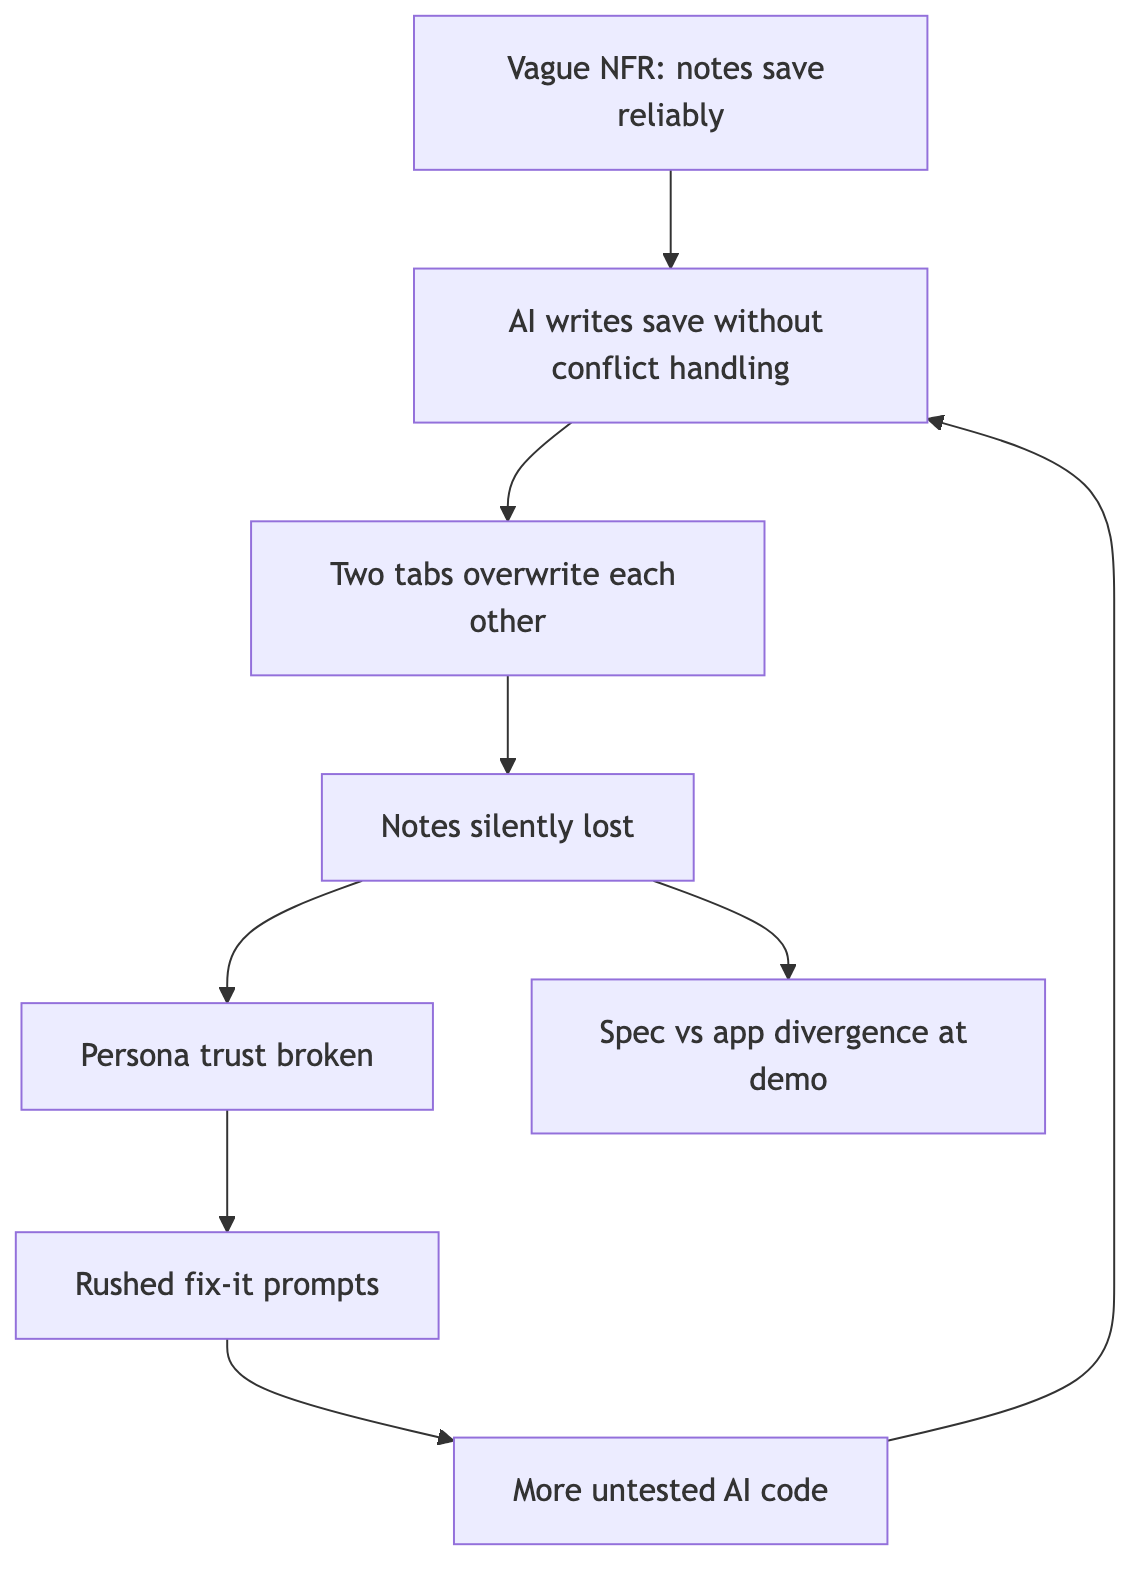 Vague NFR: notes save
reliably
AI writes save without
conflict handling
Two tabs overwrite each
other
Notes silently lost
Persona trust broken
Spec vs app divergence at
demo
Rushed fix-it prompts
More untested AI code